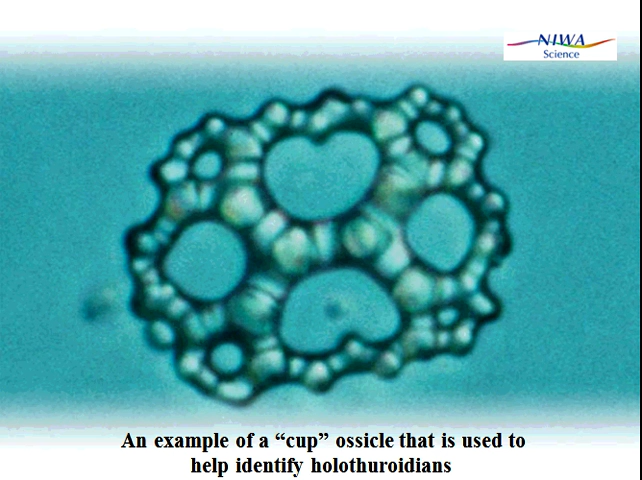 NIWA
Science
An example of a “cup” ossicle that is used to
help identify holothuroidians